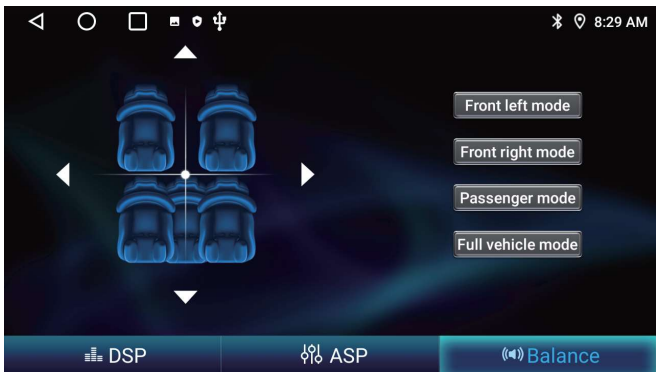 8:29 AM
Front left mode
Front right mode
Passenger mode
Full vehicle mode
DSP
ASP
Balance